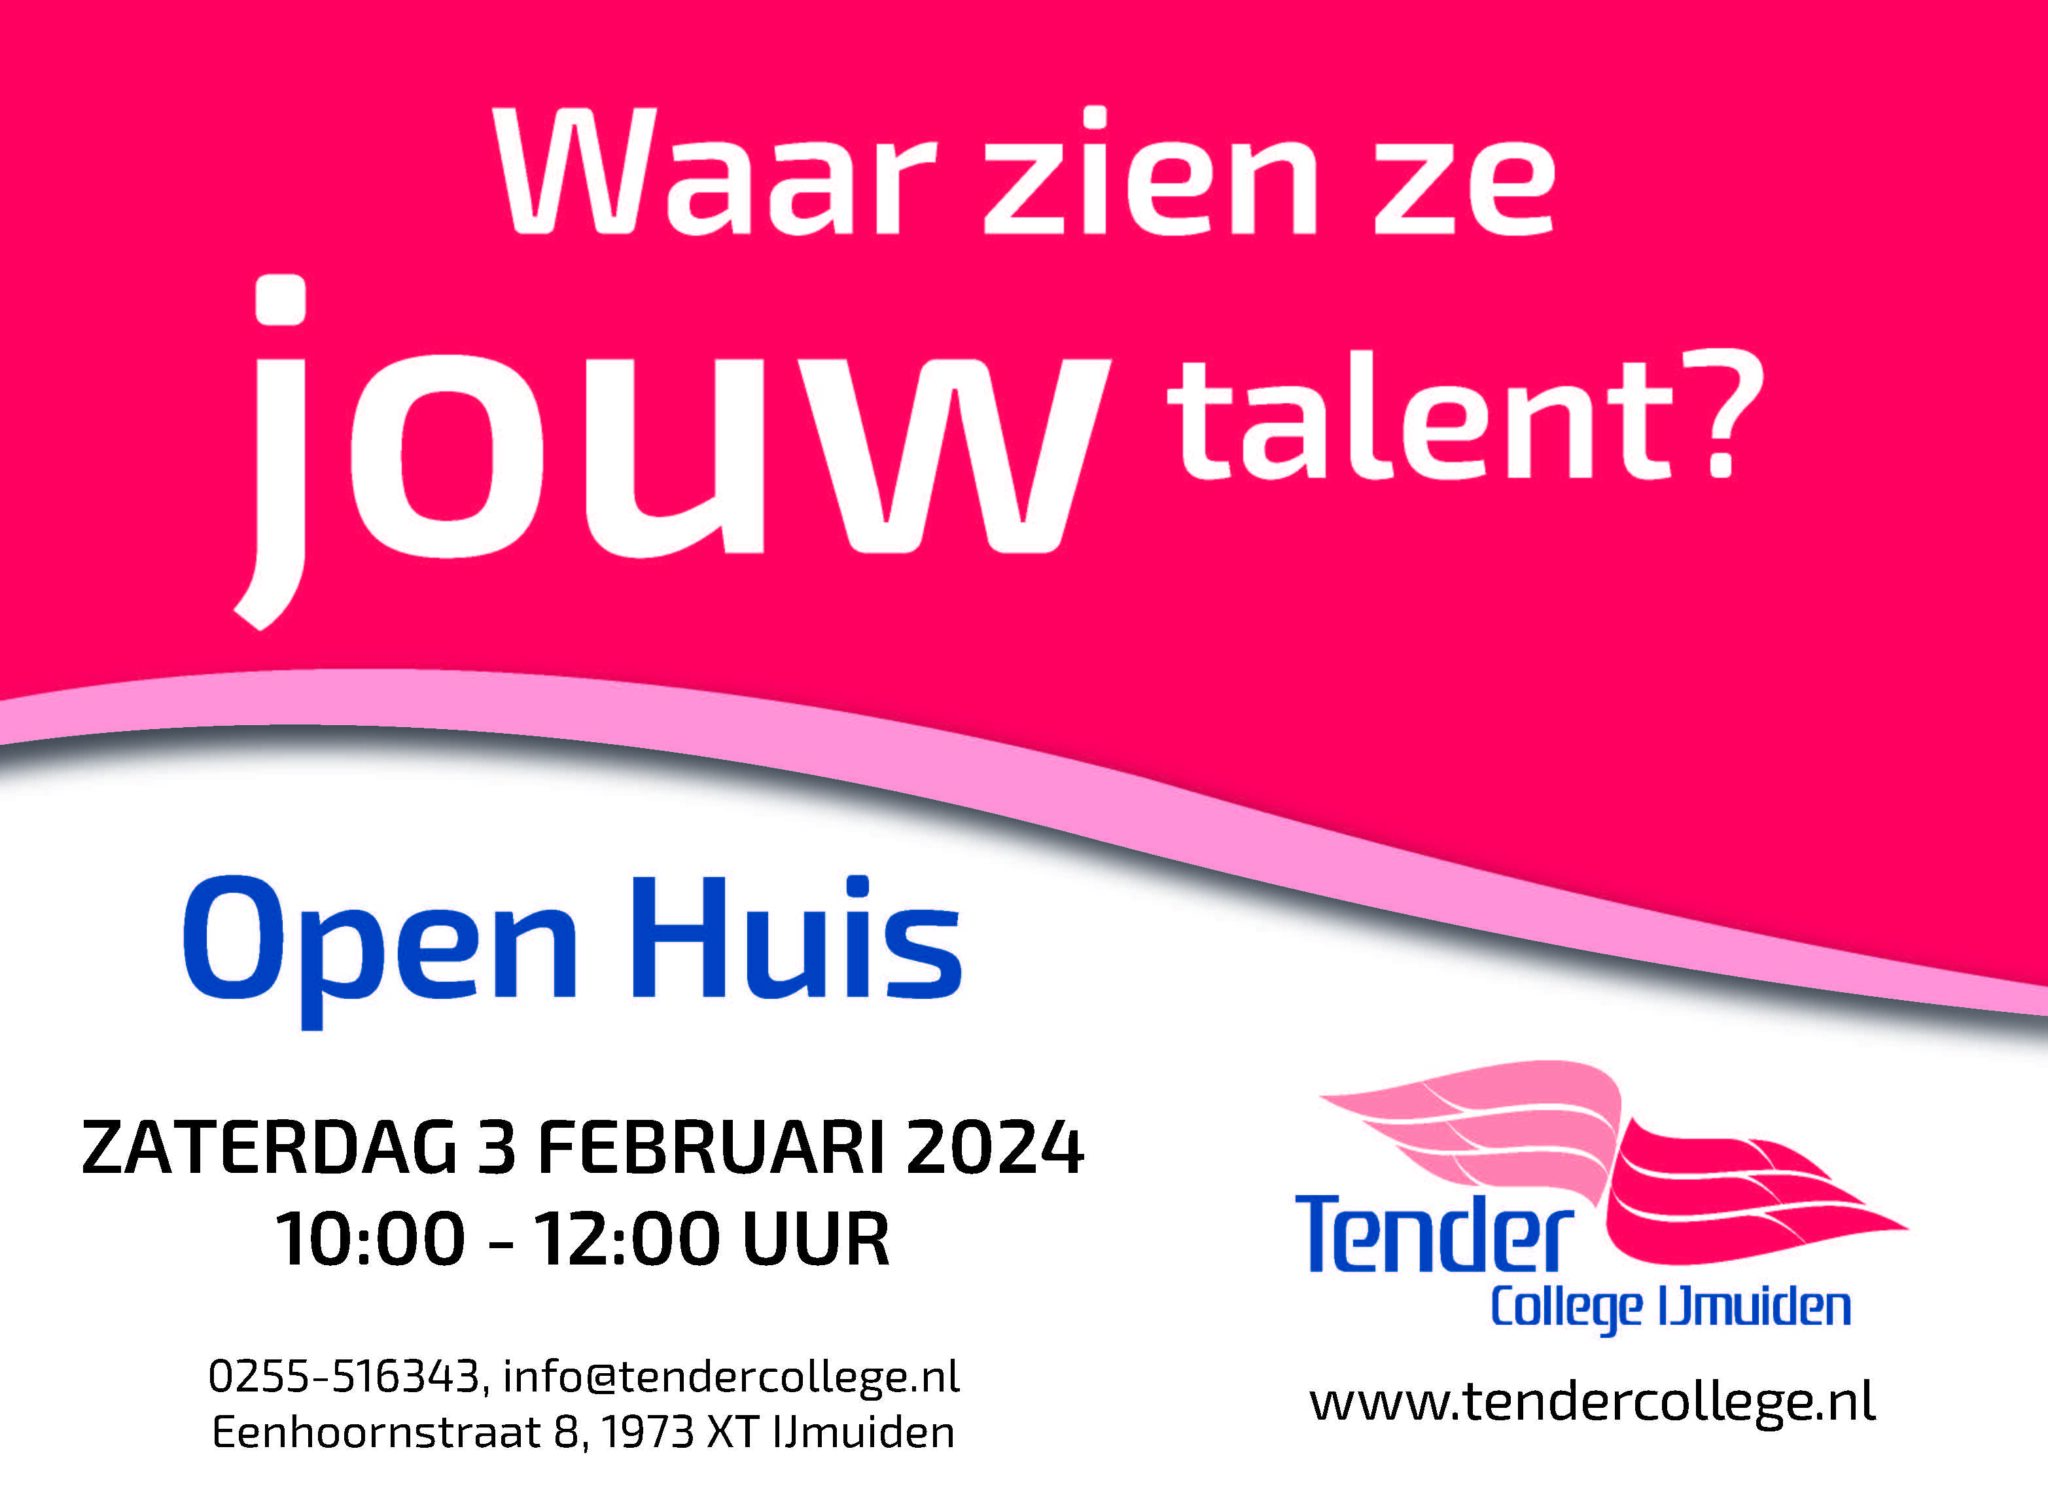 Waar zien ze
jouw talent?
Open Huis
ZATERDAG 3 FEBRUARI 2024
10:00 - 12:00 UUR
0255-516343, info@tendercollege.nl
Eenhoornstraat 8, 1973 XT IJmuiden
Tender
College IJmuiden
www.tendercollege.nl